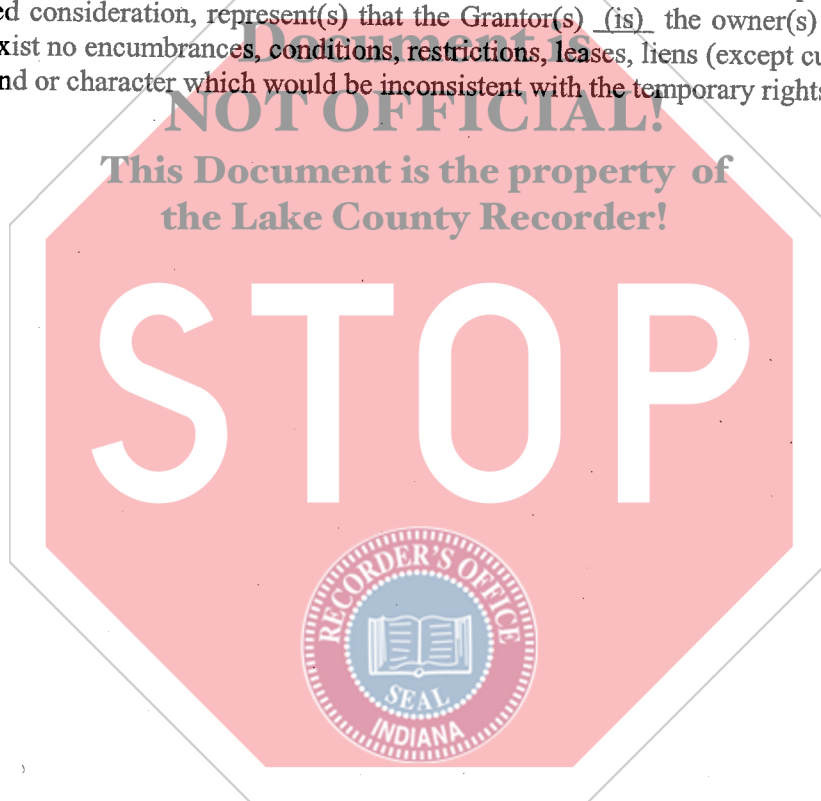 ed consideration, represent(s) that the Grantor(s) (is) the owner(s)
xist no encumbrances, conditions, restrictions, leases, liens (except cu
nd or character which would be inconsistent with the temporary rights
Document is
NOT OFFICIAL!
This Document is the property of
the Lake County Recorder!
STOP
RECORDER'S OFFICE
SEAL
INDIANA